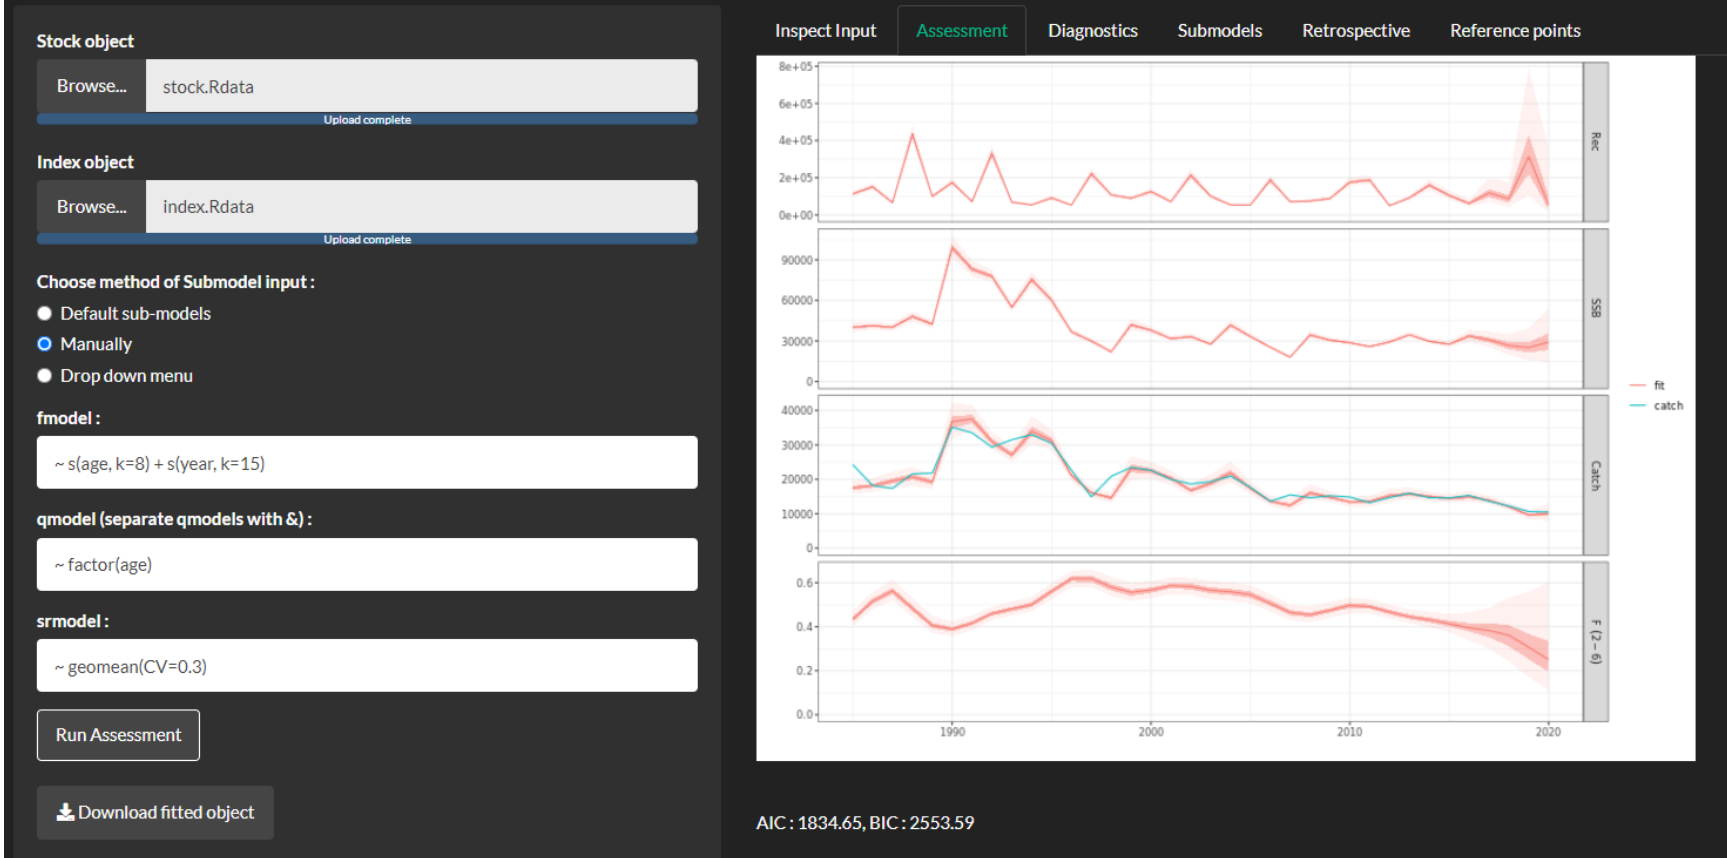 Stock object
Browse...
stock.Rdata
Upload complete
Index object
Browse...
index.Rdata
Upload complete
Choose method of Submodel input :
Default sub-models
Manually
Drop down menu
fmodel :
~ s(age, k=8) + s(year, k=15)
qmodel (separate qmodels with &) :
~ factor(age)
srmodel :
~ geomean(CV=0.3)
Run Assessment
Download fitted object
Inspect Input Assessment Diagnostics Submodels Retrospective Reference points
8e+05
6e+05
4e+05
2e+05
0e+00
Rec
90000
60000
30000
0
SSB
40000
30000
20000
10000
0
Catch
0.6
0.4
0.2
0.0
F (2 − 6)
1990 2000 2010 2020
fit
catch
AIC : 1834.65, BIC : 2553.59